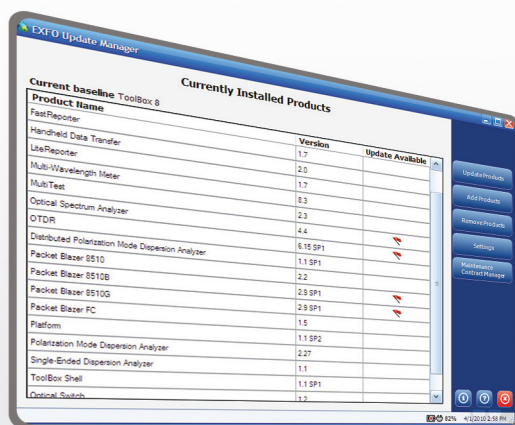 EXFO Update Manager
Currently Installed Products
Current baseline ToolBox 8
Product Name Version Update Available
FastReporter 1.7
Handheld Data Transfer 2.0
LiteReporter 1.7
Multi-Wavelength Meter 8.3
MultiTest 2.3
Optical Spectrum Analyzer 4.4
OTDR 6.15 SP1
Distributed Polarization Mode Dispersion Analyzer 1.1 SP1
Packet Blazer 8510 2.2
Packet Blazer 8510B 2.9 SP1
Packet Blazer 8510G 2.9 SP1
Packet Blazer FC 1.5
Platform 1.1 SP2
Polarization Mode Dispersion Analyzer 2.27
Single-Ended Dispersion Analyzer 1.1
ToolBox Shell 1.1 SP1
Optical Switch 1.2
Update Products
Add Products
Remove Products
Settings
Maintenance
Contract Manager
82% 4/1/2010 2:58 PM